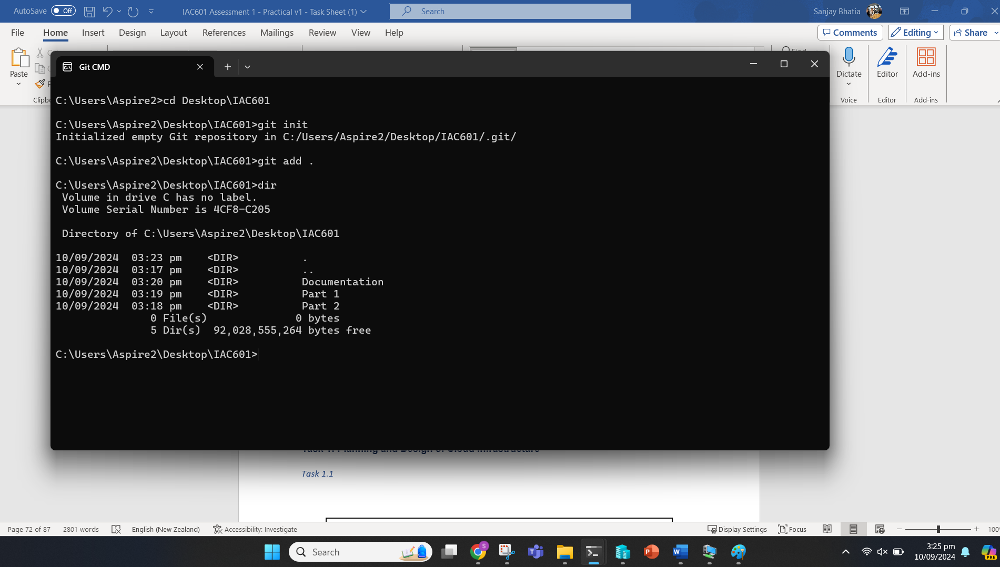 AutoSave Off IAC601 Assessment 1 - Practical v1 - Task Sheet (1) Search Sanjay Bhatia
File Home Insert Design Layout References Mailings Review View Help Comments Editing Share
Paste
Dictate Editor Add-ins
Voice Editor Add-ins
Git CMD
C:\Users\Aspire2>cd Desktop\IAC601
C:\Users\Aspire2\Desktop\IAC601>git init
Initialized empty Git repository in C:/Users/Aspire2/Desktop/IAC601/.git/
C:\Users\Aspire2\Desktop\IAC601>git add .
C:\Users\Aspire2\Desktop\IAC601>dir
Volume in drive C has no label.
Volume Serial Number is 4CF8-C205
Directory of C:\Users\Aspire2\Desktop\IAC601
10/09/2024 03:23 pm <DIR> .
10/09/2024 03:17 pm <DIR> ..
10/09/2024 03:20 pm <DIR> Documentation
10/09/2024 03:19 pm <DIR> Part 1
10/09/2024 03:18 pm <DIR> Part 2
0 File(s) 0 bytes
5 Dir(s) 92,028,555,264 bytes free
C:\Users\Aspire2\Desktop\IAC601>
Task 1.1
Page 72 of 87 2801 words English (New Zealand) Accessibility: Investigate Display Settings Focus
Search
3:25 pm
10/09/2024
PRE